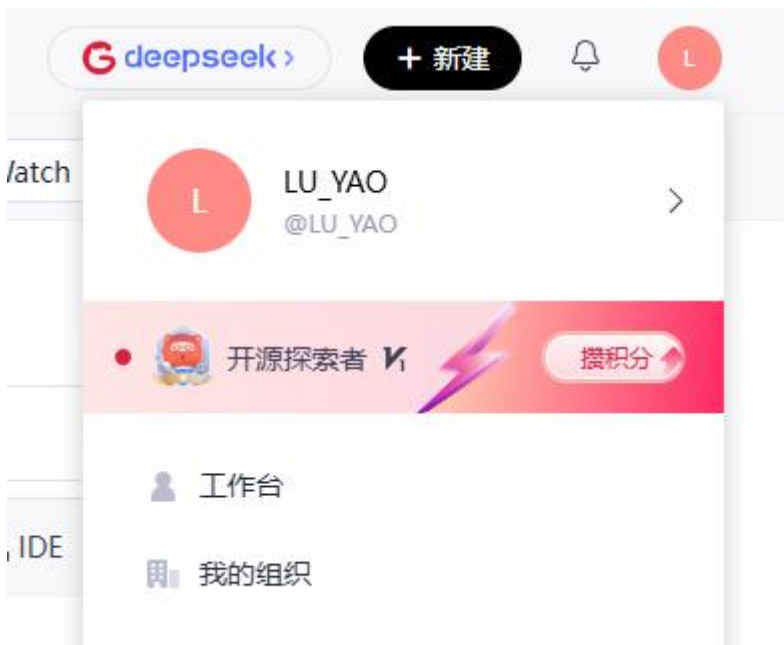 G deepseek
+ 新建
L
Watch
L
LU_YAO
@LU_YAO
开源探索者 V1
攒积分
工作台
IDE
我的组织